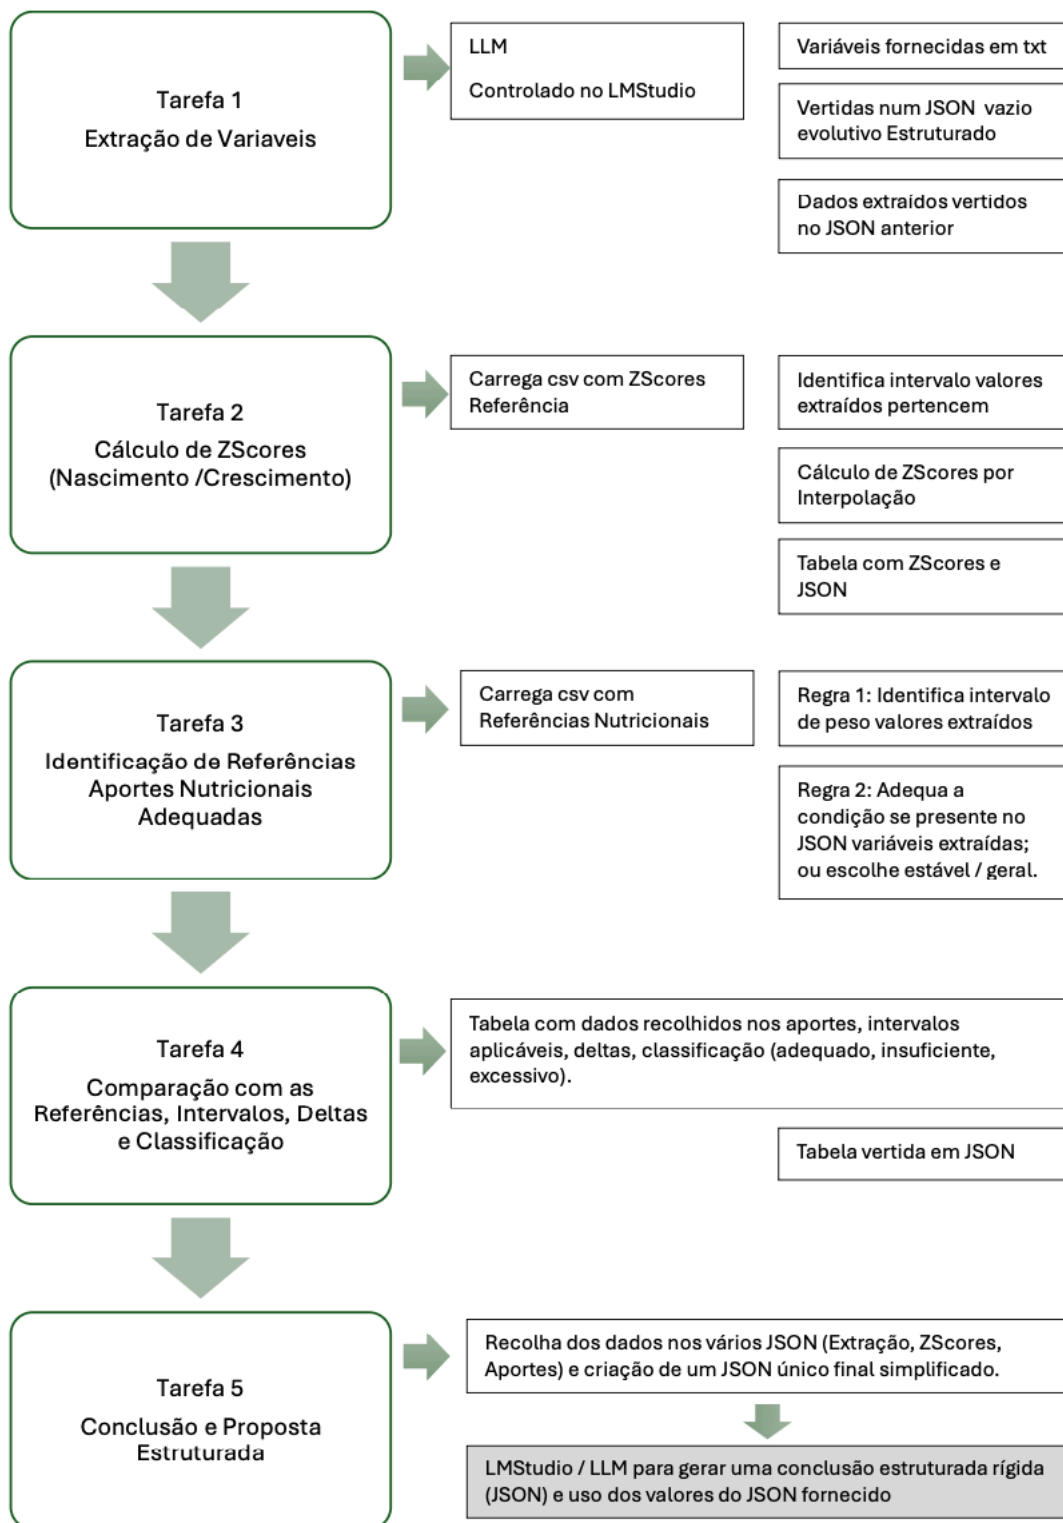 Tarefa 1
Extração de Variaveis
LLM
Controlado no LMStudio
Variáveis fornecidas em txt
Vertidas num JSON vazio
evolutivo Estruturado
Dados extraídos vertidos
no JSON anterior
Tarefa 2
Cálculo de ZScores
(Nascimento /Crescimento)
Carrega csv com ZScores
Referência
Identifica intervalo valores
extraídos pertencem
Cálculo de ZScores por
Interpolação
Tabela com ZScores e
JSON
Tarefa 3
Identificação de Referências
Aportes Nutricionais
Adequadas
Carrega csv com
Referências Nutricionais
Regra 1: Identifica intervalo
de peso valores extraídos
Regra 2: Adequa a
condição se presente no
JSON variáveis extraídas;
ou escolhe estável / geral.
Tarefa 4
Comparação com as
Referências, Intervalos, Deltas
e Classificação
Tabela com dados recolhidos nos aportes, intervalos
aplicáveis, deltas, classificação (adequado, insuficiente,
excessivo).
Tabela vertida em JSON
Tarefa 5
Conclusão e Proposta
Estruturada
Recolha dos dados nos vários JSON (Extração, ZScores,
Aportes) e criação de um JSON único final simplificado.
LMStudio / LLM para gerar uma conclusão estruturada rígida
(JSON) e uso dos valores do JSON fornecido